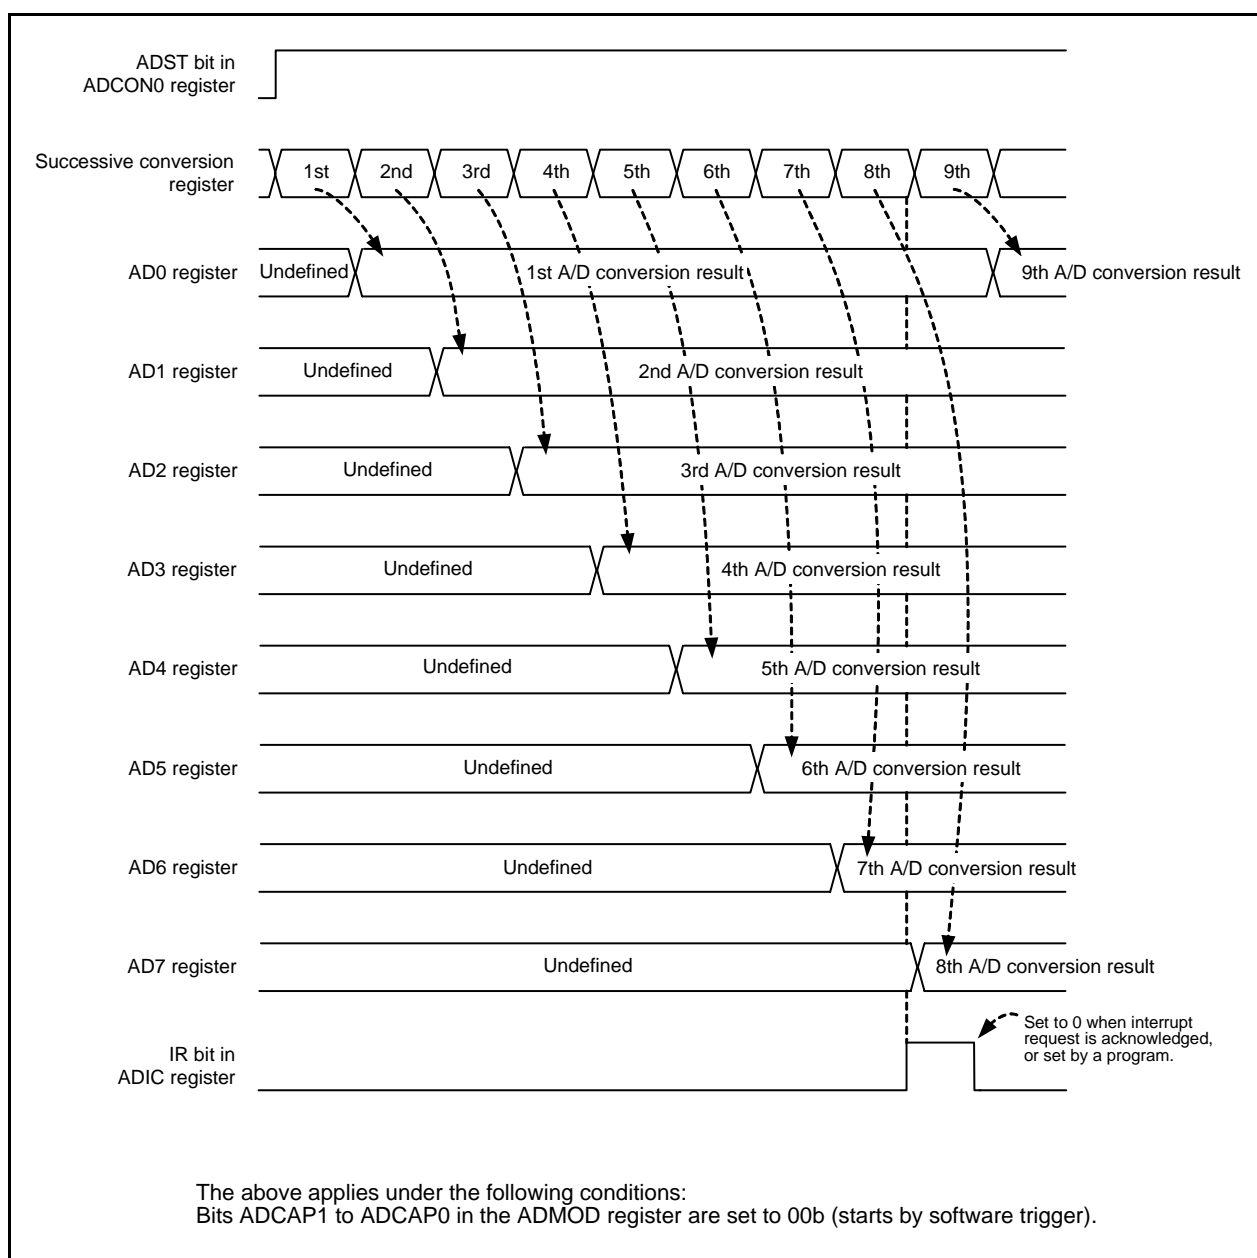 ADST bit in
ADCON0 register
Successive conversion
register
1st 2nd 3rd 4th 5th 6th 7th 8th 9th
AD0 register Undefined 1st A/D conversion result 9th A/D conversion result
AD1 register Undefined 2nd A/D conversion result
AD2 register Undefined 3rd A/D conversion result
AD3 register Undefined 4th A/D conversion result
AD4 register Undefined 5th A/D conversion result
AD5 register Undefined 6th A/D conversion result
AD6 register Undefined 7th A/D conversion result
AD7 register Undefined 8th A/D conversion result
IR bit in
ADIC register
Set to 0 when interrupt
request is acknowledged,
or set by a program.
The above applies under the following conditions:
Bits ADCAP1 to ADCAP0 in the ADMOD register are set to 00b (starts by software trigger).